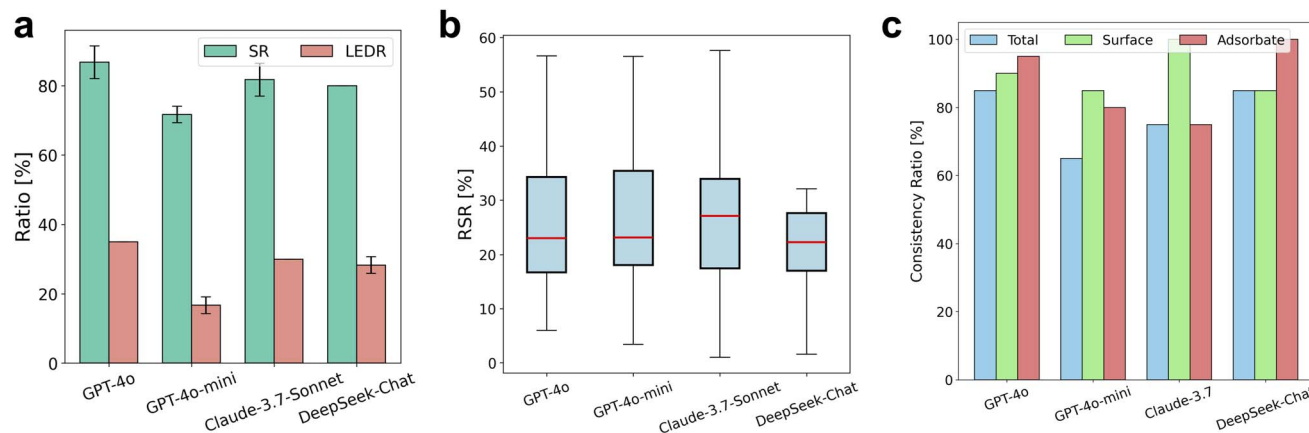 a
SR
LEDR
Ratio [%]
80
60
40
20
0
GPT-4o
GPT-4o-mini
Claude-3.7-Sonnet
DeepSeek-Chat
b
RSR [%]
60
50
40
30
20
10
0
GPT-4o
GPT-4o-mini
Claude-3.7-Sonnet
DeepSeek-Chat
c
Total
Surface
Adsorbate
Consistency Ratio [%]
100
80
60
40
20
0
GPT-4o
GPT-4o-mini
Claude-3.7
DeepSeek-Chat